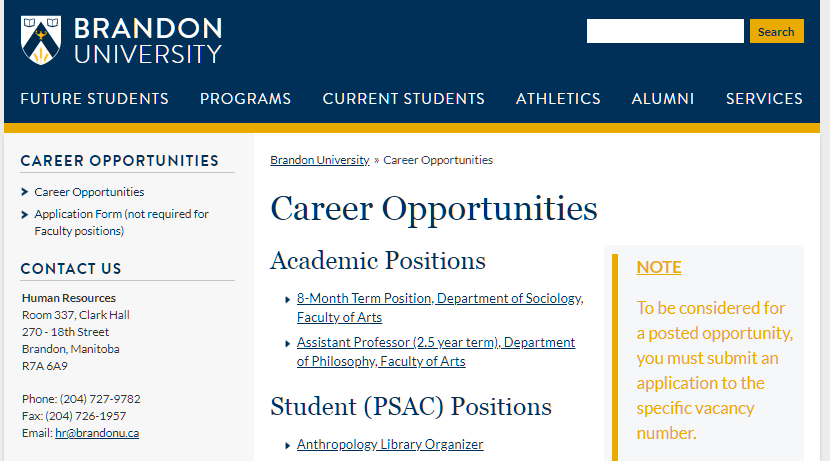 BRANDON
UNIVERSITY
Search
FUTURE STUDENTS PROGRAMS CURRENT STUDENTS ATHLETICS ALUMNI SERVICES
CAREER OPPORTUNITIES
Career Opportunities
Application Form (not required for
Faculty positions)
CONTACT US
Human Resources
Room 337, Clark Hall
270 - 18th Street
Brandon, Manitoba
R7A 6A9
Phone: (204) 727-9782
Fax: (204) 726-1957
Email: hr@brandonu.ca
Brandon University » Career Opportunities
Career Opportunities
Academic Positions
8-Month Term Position, Department of Sociology,
Faculty of Arts
Assistant Professor (2.5 year term), Department
of Philosophy, Faculty of Arts
Student (PSAC) Positions
Anthropology Library Organizer
NOTE
To be considered for
a posted opportunity,
you must submit an
application to the
specific vacancy
number.